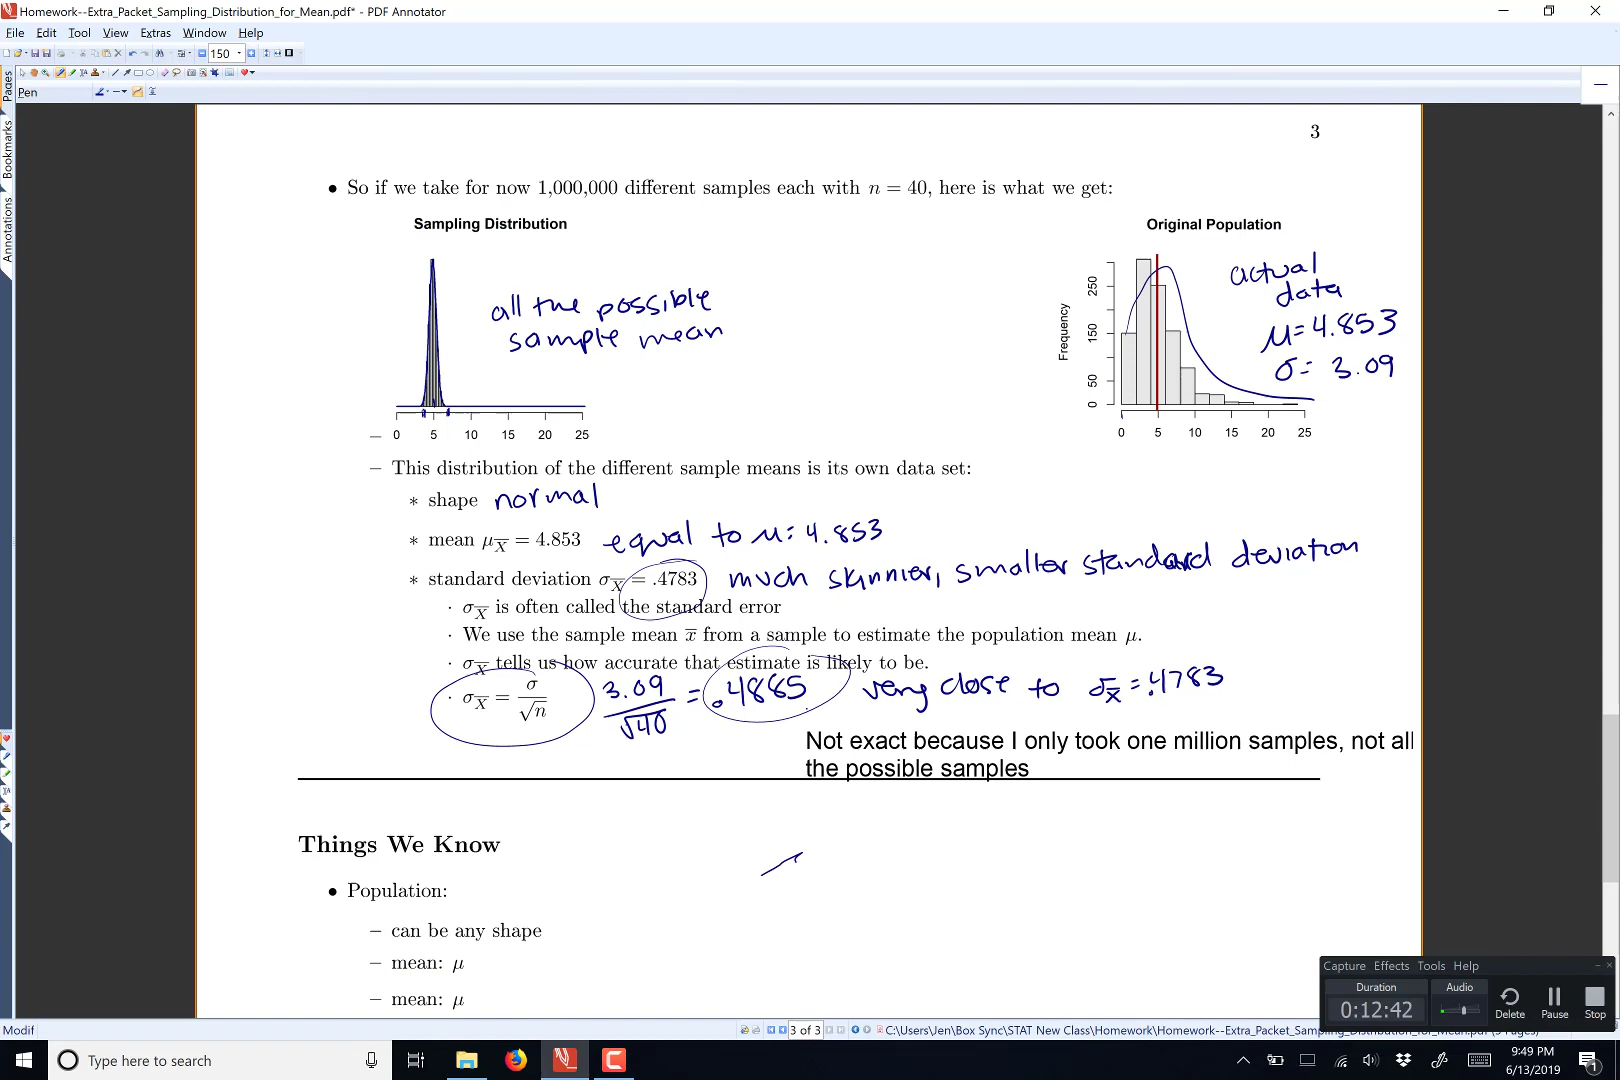 Homework--Extra_Packet_Sampling_Distribution_for_Mean.pdf* - PDF Annotator
File Edit Tool View Extras Window Help
150
Pen
Pages
Bookmarks
Annotations
3
• So if we take for now 1,000,000 different samples each with n = 40, here is what we get:
Sampling Distribution
Original Population
all the possible
sample mean
actual
data
μ=4.853
σ= 3.09
Frequency
250
150
50
0
– 0 5 10 15 20 25
0 5 10 15 20 25
– This distribution of the different sample means is its own data set:
∗ shape normal
∗ mean μ_X̄ = 4.853 equal to μ: 4.853
∗ standard deviation σ_X̄ = .4783 much skinnier, smaller standard deviation
· σ_X̄ is often called the standard error
· We use the sample mean x̄ from a sample to estimate the population mean μ.
· σ_X̄ tells us how accurate that estimate is likely to be.
· σ_X̄ = σ/√n 3.09/√40 = .4885 very close to σ_x̄ = .4783
Not exact because I only took one million samples, not all
the possible samples
Things We Know
• Population:
– can be any shape
– mean: μ
– mean: μ
Capture Effects Tools Help
Duration Audio
0:12:42
Delete Pause Stop
Modif
3 of 3
C:\Users\Jen\Box Sync\STAT New Class\Homework\Homework--Extra_Packet_Sampling_Distribution_for_Mean.pdf
Type here to search
9:49 PM
6/13/2019
1